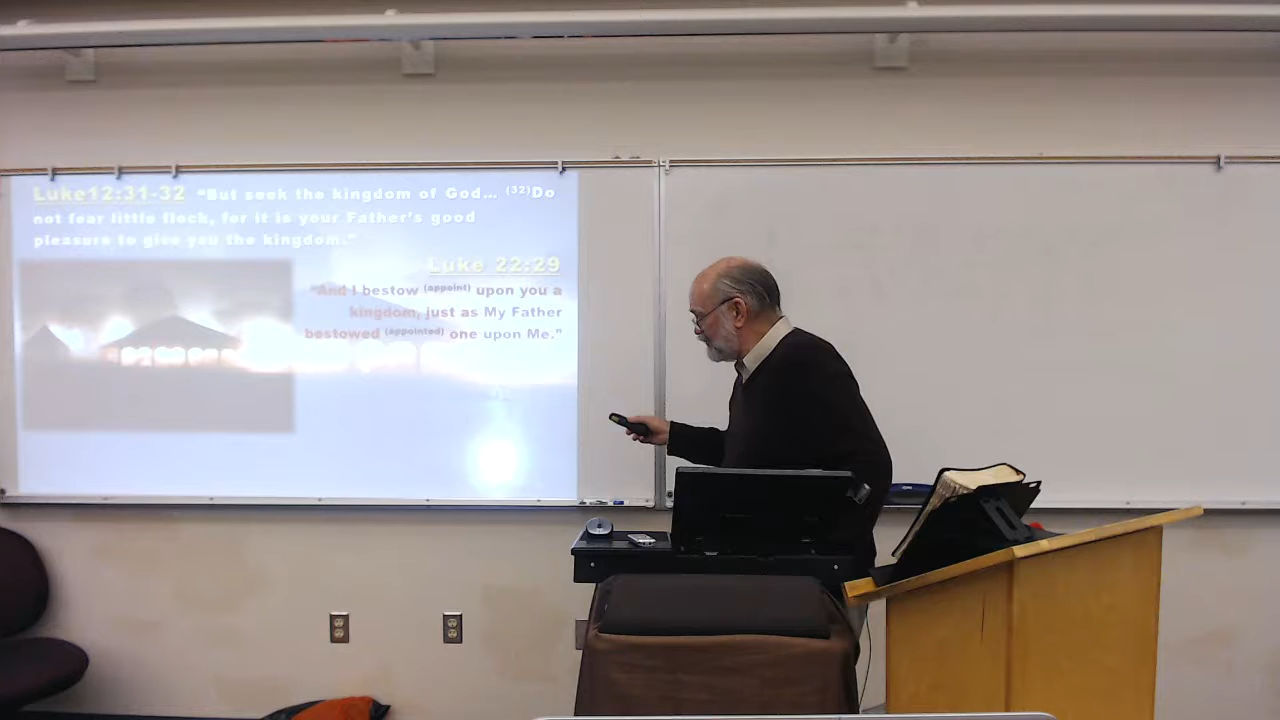 Luke12:31-32 “But seek the kingdom of God... (32)Do
not fear little flock, for it is your Father’s good
pleasure to give you the kingdom.”
Luke 22:29
“And I bestow (appoint) upon you a
kingdom, just as My Father
bestowed (appointed) one upon Me.”